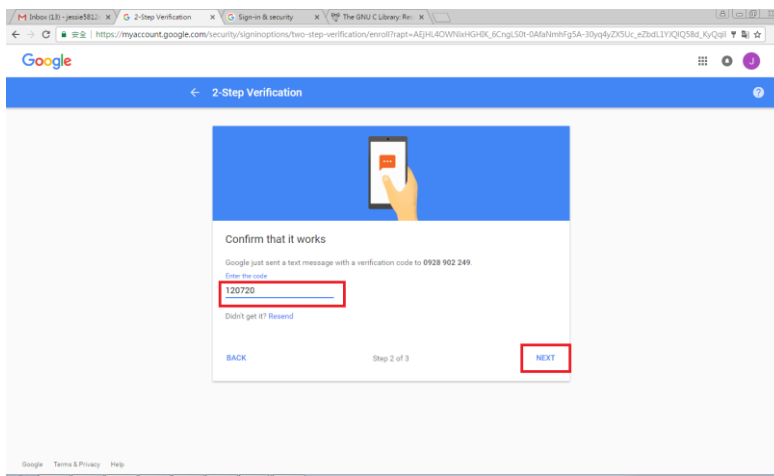 Inbox (13) - jessie5812
2-Step Verification
Sign-in & security
The GNU C Library: Re
安全 | https://myaccount.google.com/security/signinoptions/two-step-verification/enroll?rapt=
Google
J
2-Step Verification
Confirm that it works
Google just sent a text message with a verification code to 0928 902 249.
Enter the code
120720
Didn't get it? Resend
BACK
Step 2 of 3
NEXT
Google Terms & Privacy Help